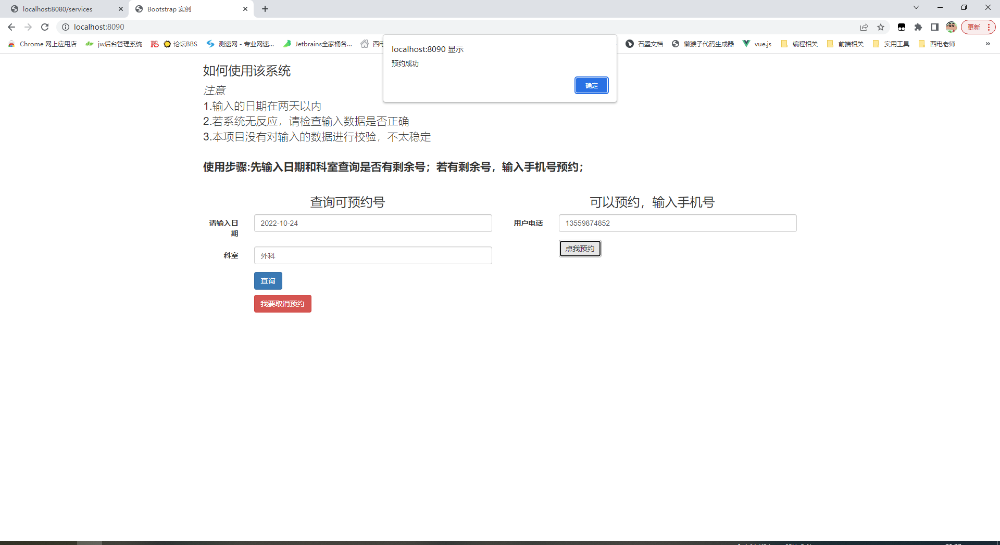 localhost:8080/services
Bootstrap 实例
localhost:8090
更新
Chrome 网上应用店
jw后台管理系统
论坛BBS
测速网 - 专业网速...
Jetbrains全家桶各...
西电
石墨文档
懒猴子代码生成器
vue.js
编程相关
前端相关
实用工具
西电老师
»
localhost:8090 显示
预约成功
确定
如何使用该系统
注意
1.输入的日期在两天以内
2.若系统无反应，请检查输入数据是否正确
3.本项目没有对输入的数据进行校验，不太稳定
使用步骤:先输入日期和科室查询是否有剩余号；若有剩余号，输入手机号预约；
查询可预约号
请输入日
期
2022-10-24
科室
外科
查询
我要取消预约
可以预约，输入手机号
用户电话
13559874852
点我预约